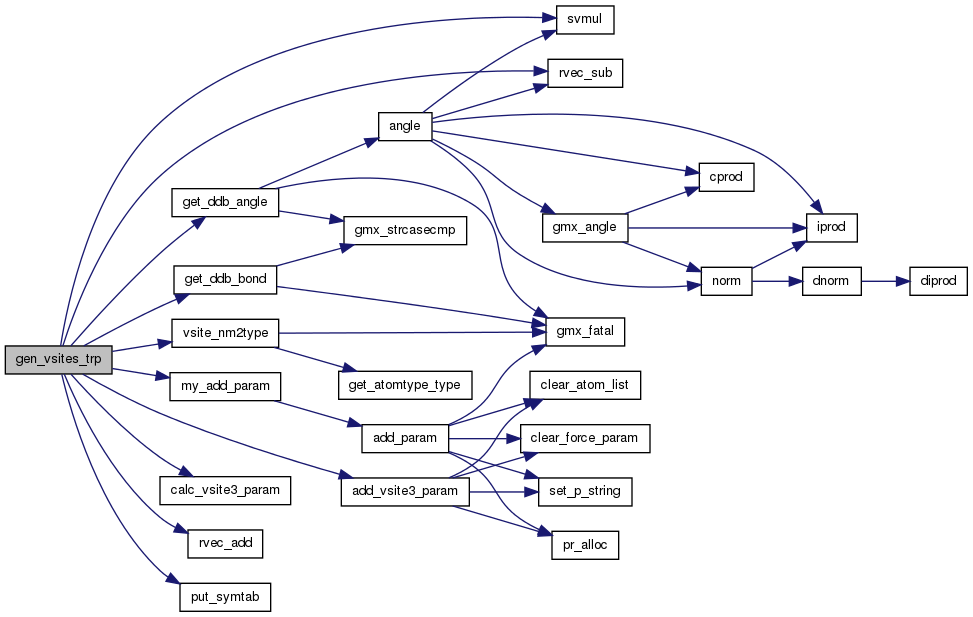 svmul
rvec_sub
angle
cprod
get_ddb_angle
gmx_strcasecmp
gmx_angle
iprod
get_ddb_bond
norm
dnorm
diprod
vsite_nm2type
gmx_fatal
gen_vsites_trp
my_add_param
get_atomtype_type
clear_atom_list
add_param
clear_force_param
calc_vsite3_param
add_vsite3_param
set_p_string
rvec_add
pr_alloc
put_symtab